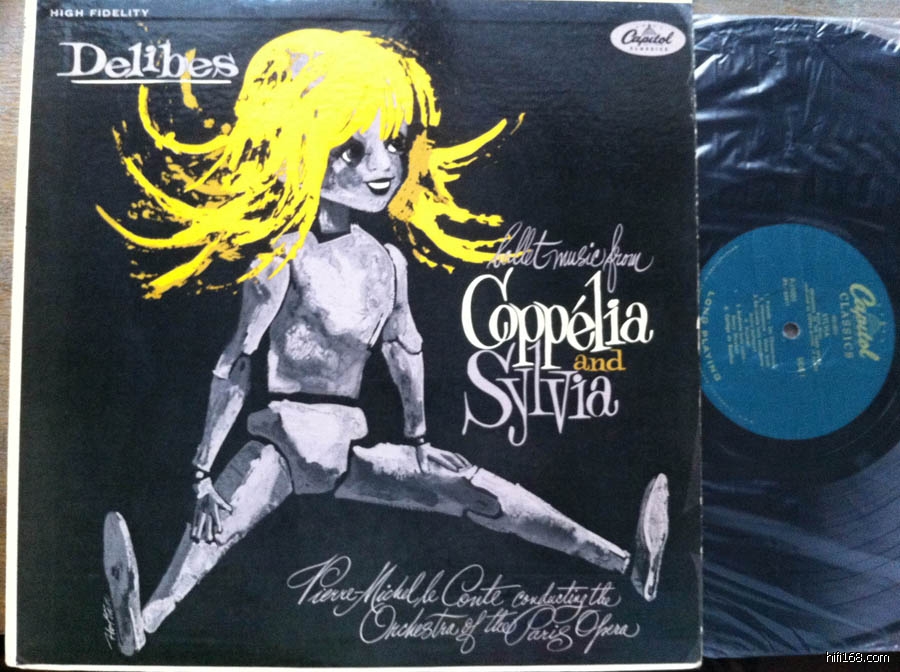 HIGH FIDELITY
Delibes
Capitol
CLASSICS
ballet music from
Coppélia
and
Sylvia
Pierre-Michel le Conte conducting the
Orchestra of the Paris Opera
Capitol
CLASSICS
LONG PLAYING
hifi168.com